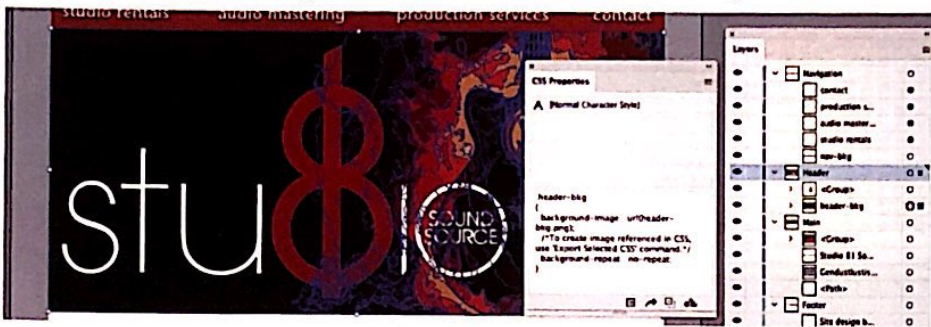 studio rentals audio mastering production services contact
stu8io
SOUND
SOURCE
CSS Properties
A [Normal Character Style]
.header-bkg
{
background-image: url(header-
bkg.png);
/*To create image referenced in CSS,
use 'Export Selected CSS' command.*/
background-repeat: no-repeat;
}
Layers
Navigation
contact
production s...
audio master...
studio rentals
nav-bkg
Header
<Group>
header-bkg
Main
<Group>
Studio 81 So...
<Path>
Footer
Site design b...